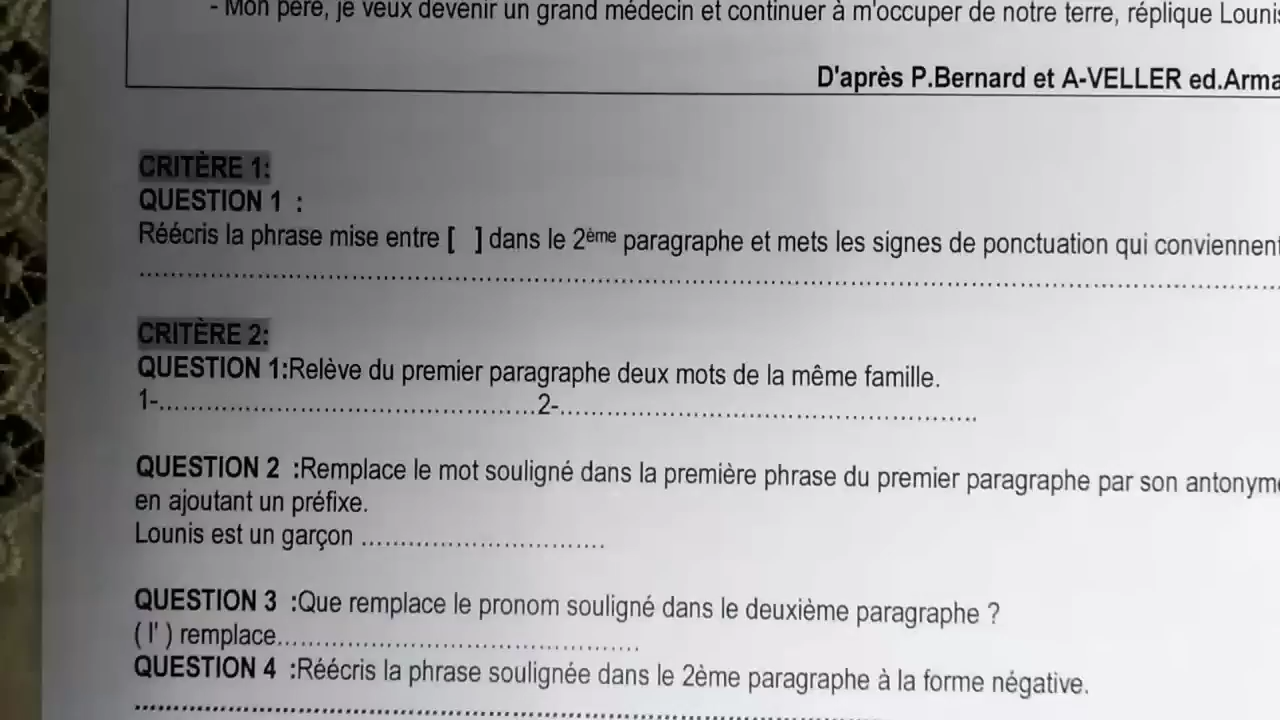 - Mon père, je veux devenir un grand médecin et continuer à m'occuper de notre terre, réplique Lounis
D'après P.Bernard et A-VELLER ed.Arma
CRITÈRE 1:
QUESTION 1 :
Réécris la phrase mise entre [ ] dans le 2ème paragraphe et mets les signes de ponctuation qui conviennent
CRITÈRE 2:
QUESTION 1:Relève du premier paragraphe deux mots de la même famille.
1-.................................................2-.......................................................
QUESTION 2 :Remplace le mot souligné dans la première phrase du premier paragraphe par son antonyme
en ajoutant un préfixe.
Lounis est un garçon ................................
QUESTION 3 :Que remplace le pronom souligné dans le deuxième paragraphe ?
( l' ) remplace................................................
QUESTION 4 :Réécris la phrase soulignée dans le 2ème paragraphe à la forme négative.